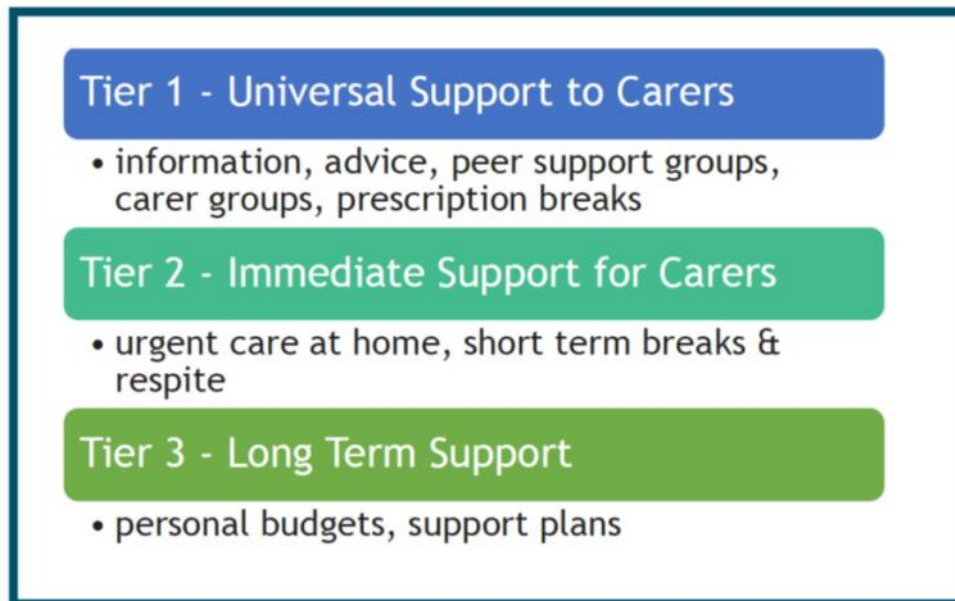 Tier 1 - Universal Support to Carers
• information, advice, peer support groups,
carer groups, prescription breaks
Tier 2 - Immediate Support for Carers
• urgent care at home, short term breaks &
respite
Tier 3 - Long Term Support
• personal budgets, support plans